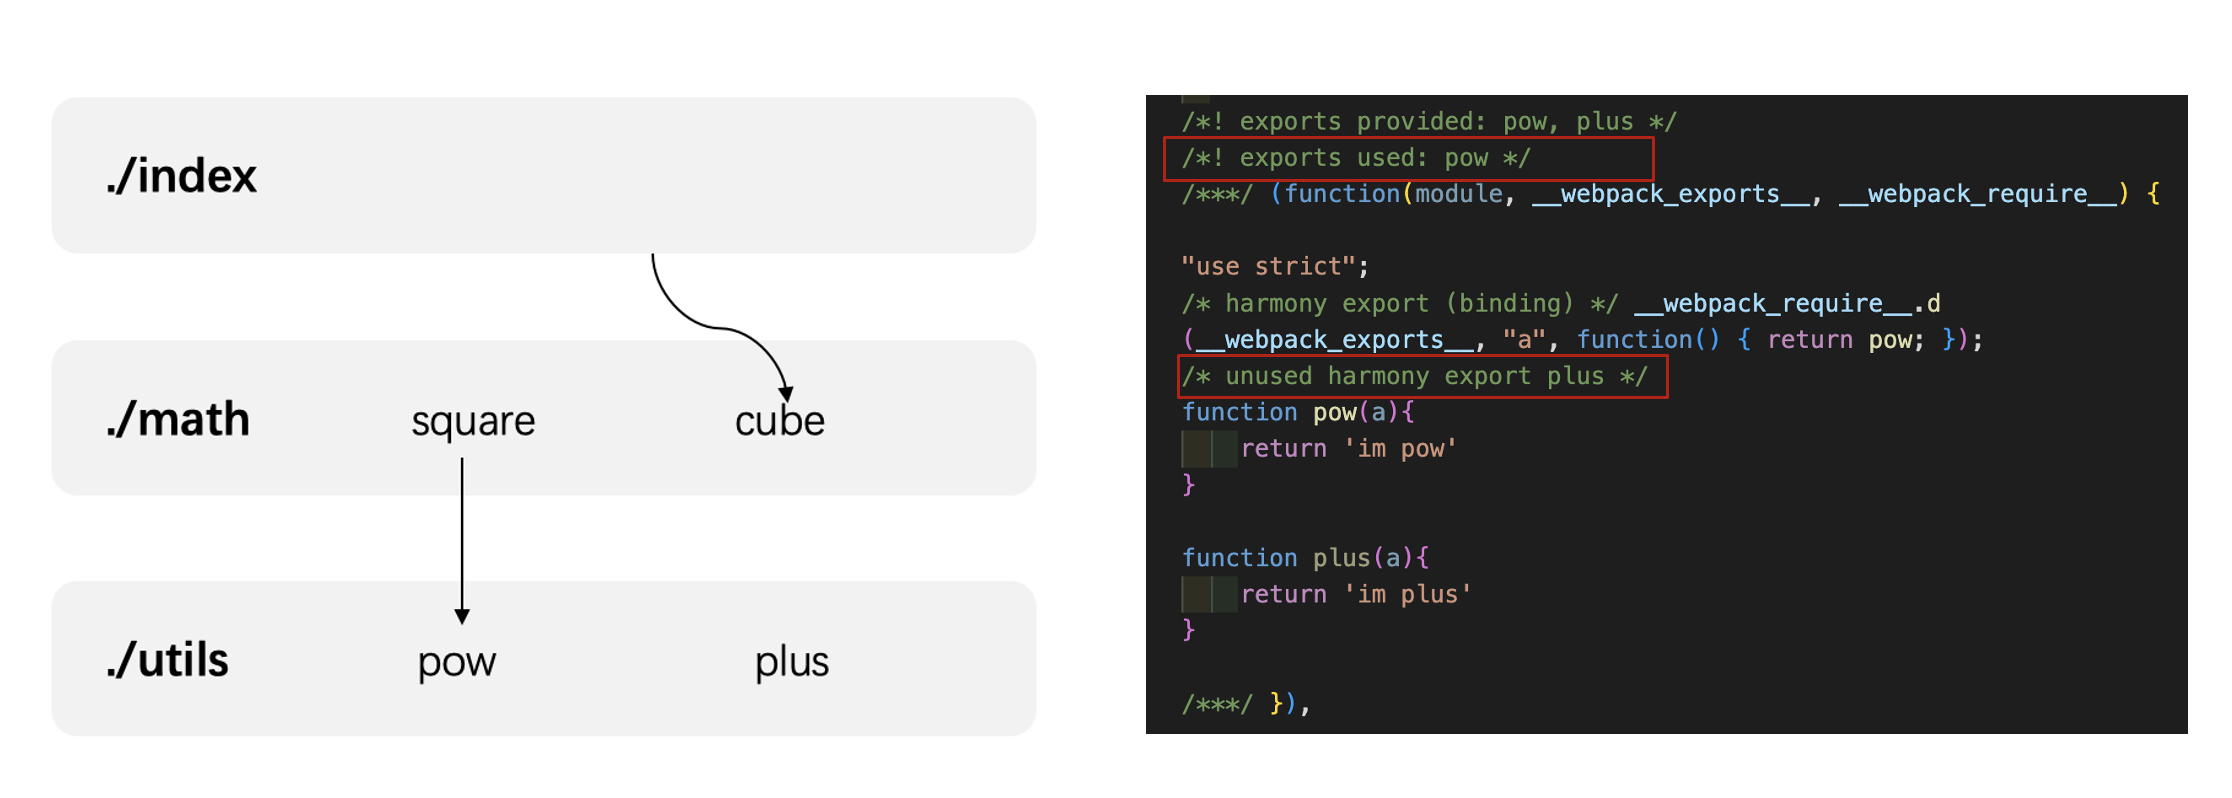 ./index
./math square cube
./utils pow plus
/*! exports provided: pow, plus */
/*! exports used: pow */
/***/ (function(module, __webpack_exports__, __webpack_require__) {
"use strict";
/* harmony export (binding) */ __webpack_require__.d
(__webpack_exports__, "a", function() { return pow; });
/* unused harmony export plus */
function pow(a){
return 'im pow'
}
function plus(a){
return 'im plus'
}
/***/ }),